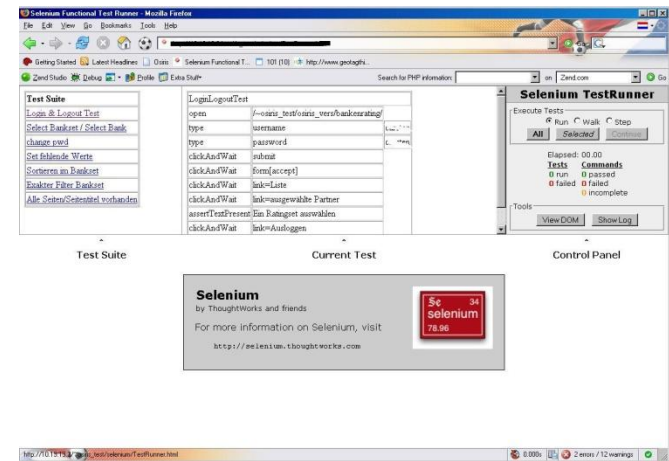 Selenium Functional Test Runner - Mozilla Firefox
File Edit View Go Bookmarks Tools Help
Getting Started Latest Headlines Osiris Selenium Functional T... 101 (10) http://www.geotagthi...
Zend Studio Debug Profile Extra Stuff Search for PHP information: on Zend.com Go
Test Suite
Login & Logout Test
Select Bankset / Select Bank
change pwd
Set fehlende Werte
Sortieren im Bankset
Exakter Filter Bankset
Alle Seiten/Seitentitel vorhanden
LoginLogoutTest
open /~osiris_test/osiris_vers/bankenrating/
type username
type password
clickAndWait submit
clickAndWait form[accept]
clickAndWait link=Liste
clickAndWait link=ausgewählte Partner
assertTextPresent Ein Ratingset auswählen
clickAndWait link=Ausloggen
Selenium TestRunner
Execute Tests
Run Walk Step
All Selected Continue
Elapsed: 00.00
Tests Commands
0 run 0 passed
0 failed 0 failed
0 incomplete
Tools
View DOM Show Log
Test Suite Current Test Control Panel
Selenium
by ThoughtWorks and friends
For more information on Selenium, visit
http://selenium.thoughtworks.com
Se 34
selenium
78.96
_test/selenium/TestRunner.html 0.000s 2 errors / 12 warnings